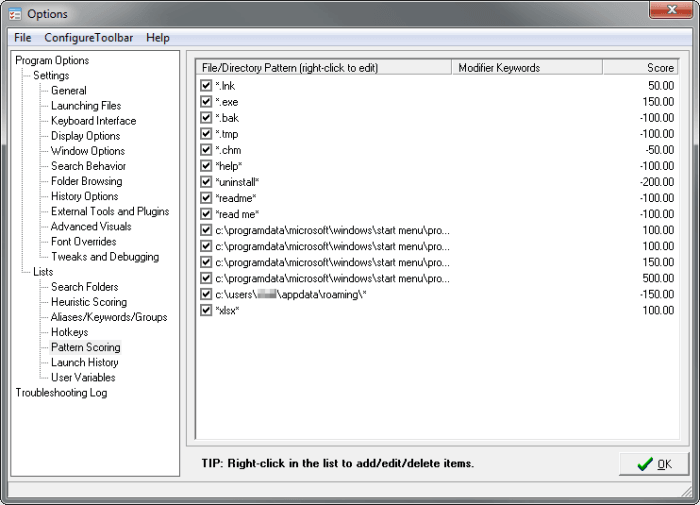 Options
File ConfigureToolbar Help
Program Options
Settings
General
Launching Files
Keyboard Interface
Display Options
Window Options
Search Behavior
Folder Browsing
History Options
External Tools and Plugins
Advanced Visuals
Font Overrides
Tweaks and Debugging
Lists
Search Folders
Heuristic Scoring
Aliases/Keywords/Groups
Hotkeys
Pattern Scoring
Launch History
User Variables
Troubleshooting Log
File/Directory Pattern (right-click to edit) Modifier Keywords Score
*.lnk 50.00
*.exe 150.00
*.bak -100.00
*.tmp -100.00
*.chm -50.00
*help* -100.00
*uninstall* -200.00
*readme* -100.00
*read me* -100.00
c:\programdata\microsoft\windows\start menu\pro... 100.00
c:\programdata\microsoft\windows\start menu\pro... 100.00
c:\programdata\microsoft\windows\start menu\pro... 150.00
c:\programdata\microsoft\windows\start menu\pro... 500.00
c:\users\ \appdata\roaming\* -150.00
*xlsx* 100.00
TIP: Right-click in the list to add/edit/delete items.
OK